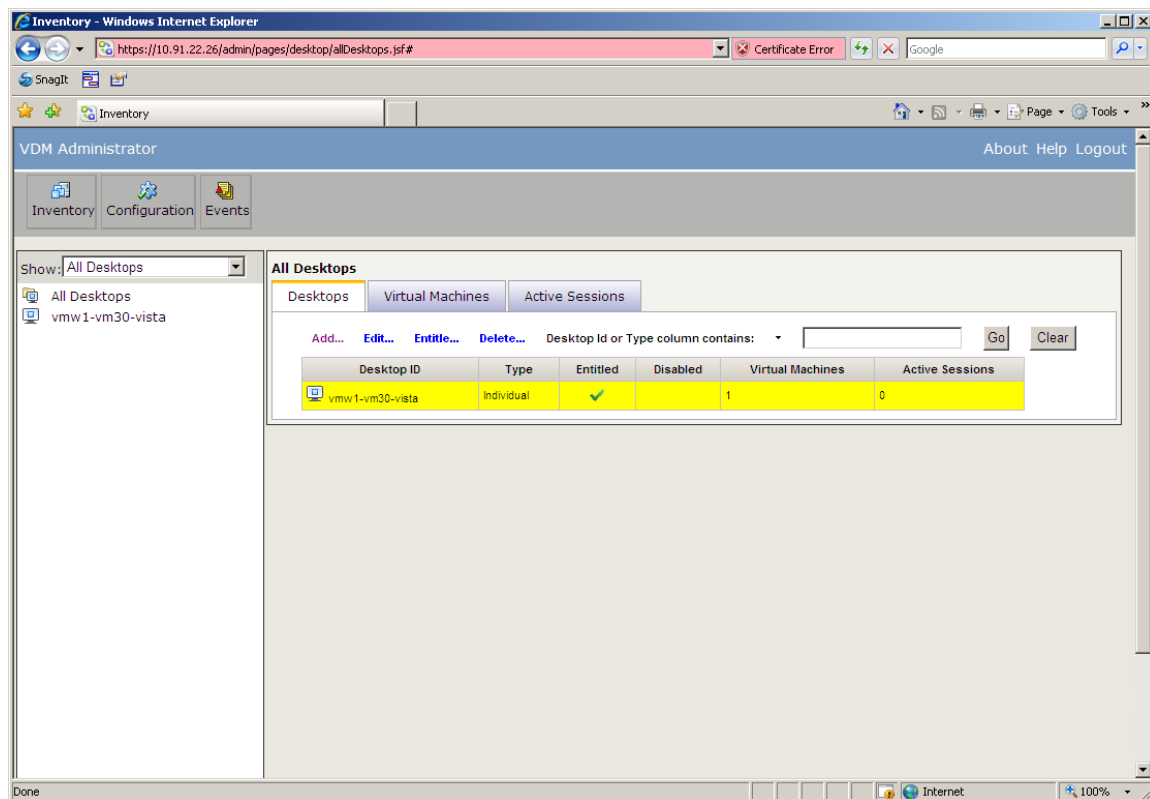 Inventory - Windows Internet Explorer
https://10.91.22.26/admin/pages/desktop/allDesktops.jsf#
Certificate Error
Google
SnagIt
Inventory
Page
Tools
»
VDM Administrator
About Help Logout
Inventory Configuration Events
Show: All Desktops
All Desktops
vmw1-vm30-vista
All Desktops
Desktops Virtual Machines Active Sessions
Add... Edit... Entitle... Delete... Desktop Id or Type column contains: Go Clear
Desktop ID Type Entitled Disabled Virtual Machines Active Sessions
vmw1-vm30-vista Individual 1 0
Done
Internet
100%